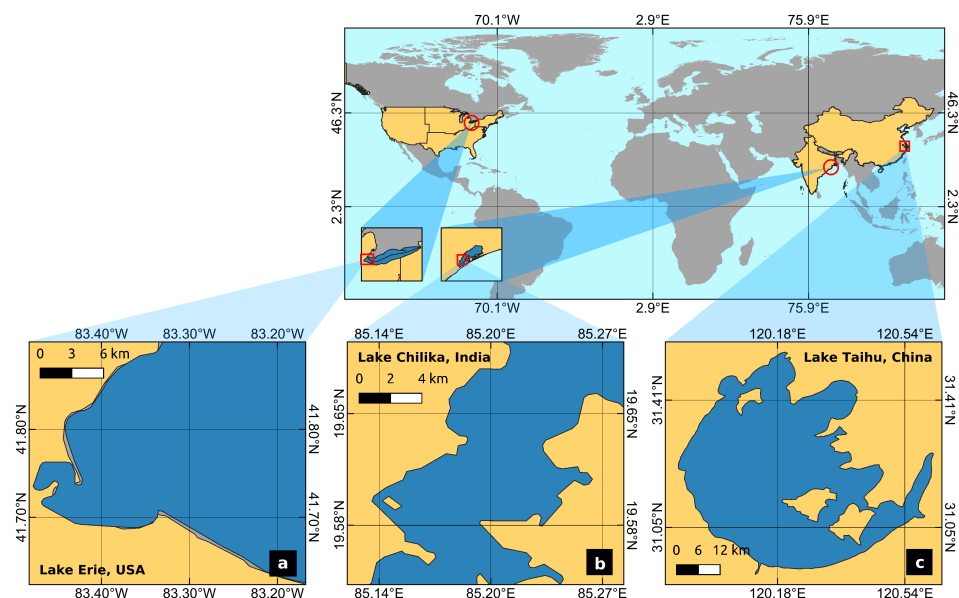 70.1°W 2.9°E 75.9°E
46.3°N 46.3°N
2.3°N 2.3°N
70.1°W 2.9°E 75.9°E
83.40°W 83.30°W 83.20°W
0 3 6 km
41.80°N 41.80°N
41.70°N 41.70°N
Lake Erie, USA
a
83.40°W 83.30°W 83.20°W
85.14°E 85.20°E 85.27°E
Lake Chilika, India
0 2 4 km
19.65°N 19.65°N
19.58°N 19.58°N
b
85.14°E 85.20°E 85.27°E
120.18°E 120.54°E
Lake Taihu, China
31.41°N 31.41°N
31.05°N 31.05°N
0 6 12 km
c
120.18°E 120.54°E